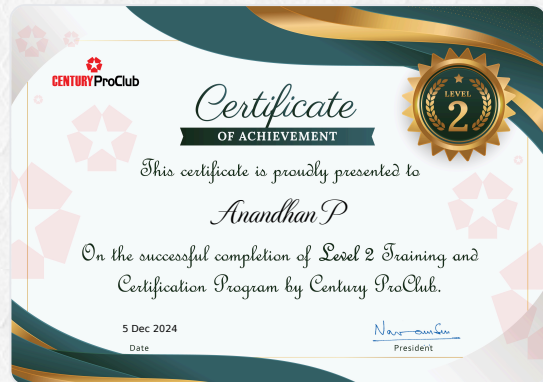 CENTURY ProClub
Certificate
OF ACHIEVEMENT
LEVEL
2
This certificate is proudly presented to
Anandhan P
On the successful completion of Level 2 Training and
Certification Program by Century ProClub.
5 Dec 2024
Date
President